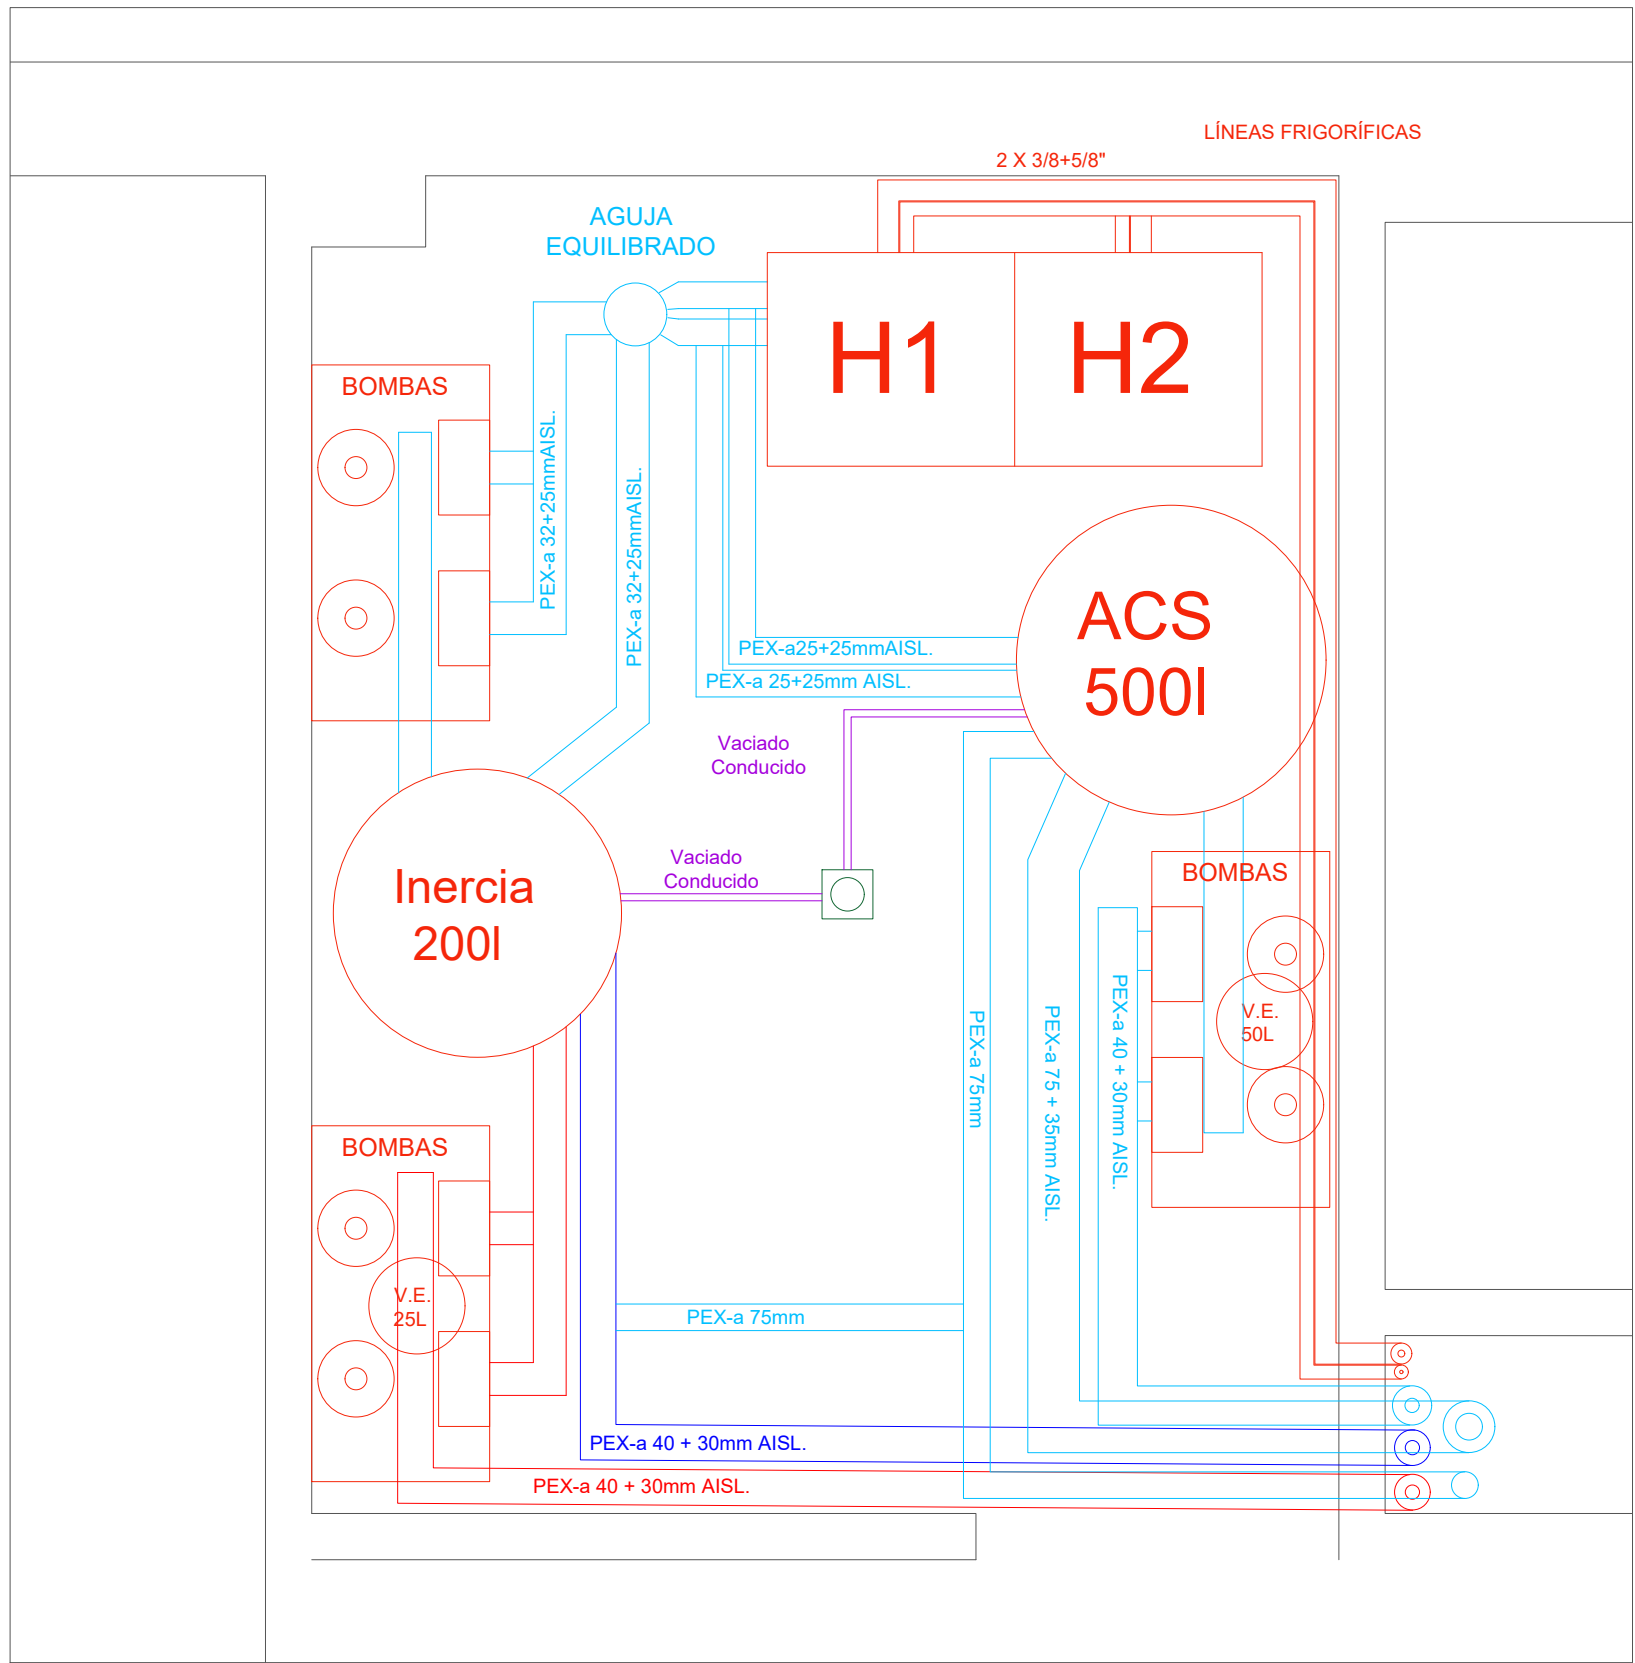 LÍNEAS FRIGORÍFICAS
2 X 3/8+5/8"
AGUJA
EQUILIBRADO
H1
H2
BOMBAS
PEX-a 32+25mmAISL.
PEX-a 32+25mmAISL.
ACS
500l
PEX-a25+25mmAISL.
PEX-a 25+25mm AISL.
Vaciado
Conducido
Vaciado
Conducido
Inercia
200l
BOMBAS
V.E.
50L
PEX-a 75mm
PEX-a 75 + 35mm AISL.
PEX-a 40 + 30mm AISL.
BOMBAS
V.E.
25L
PEX-a 75mm
PEX-a 40 + 30mm AISL.
PEX-a 40 + 30mm AISL.